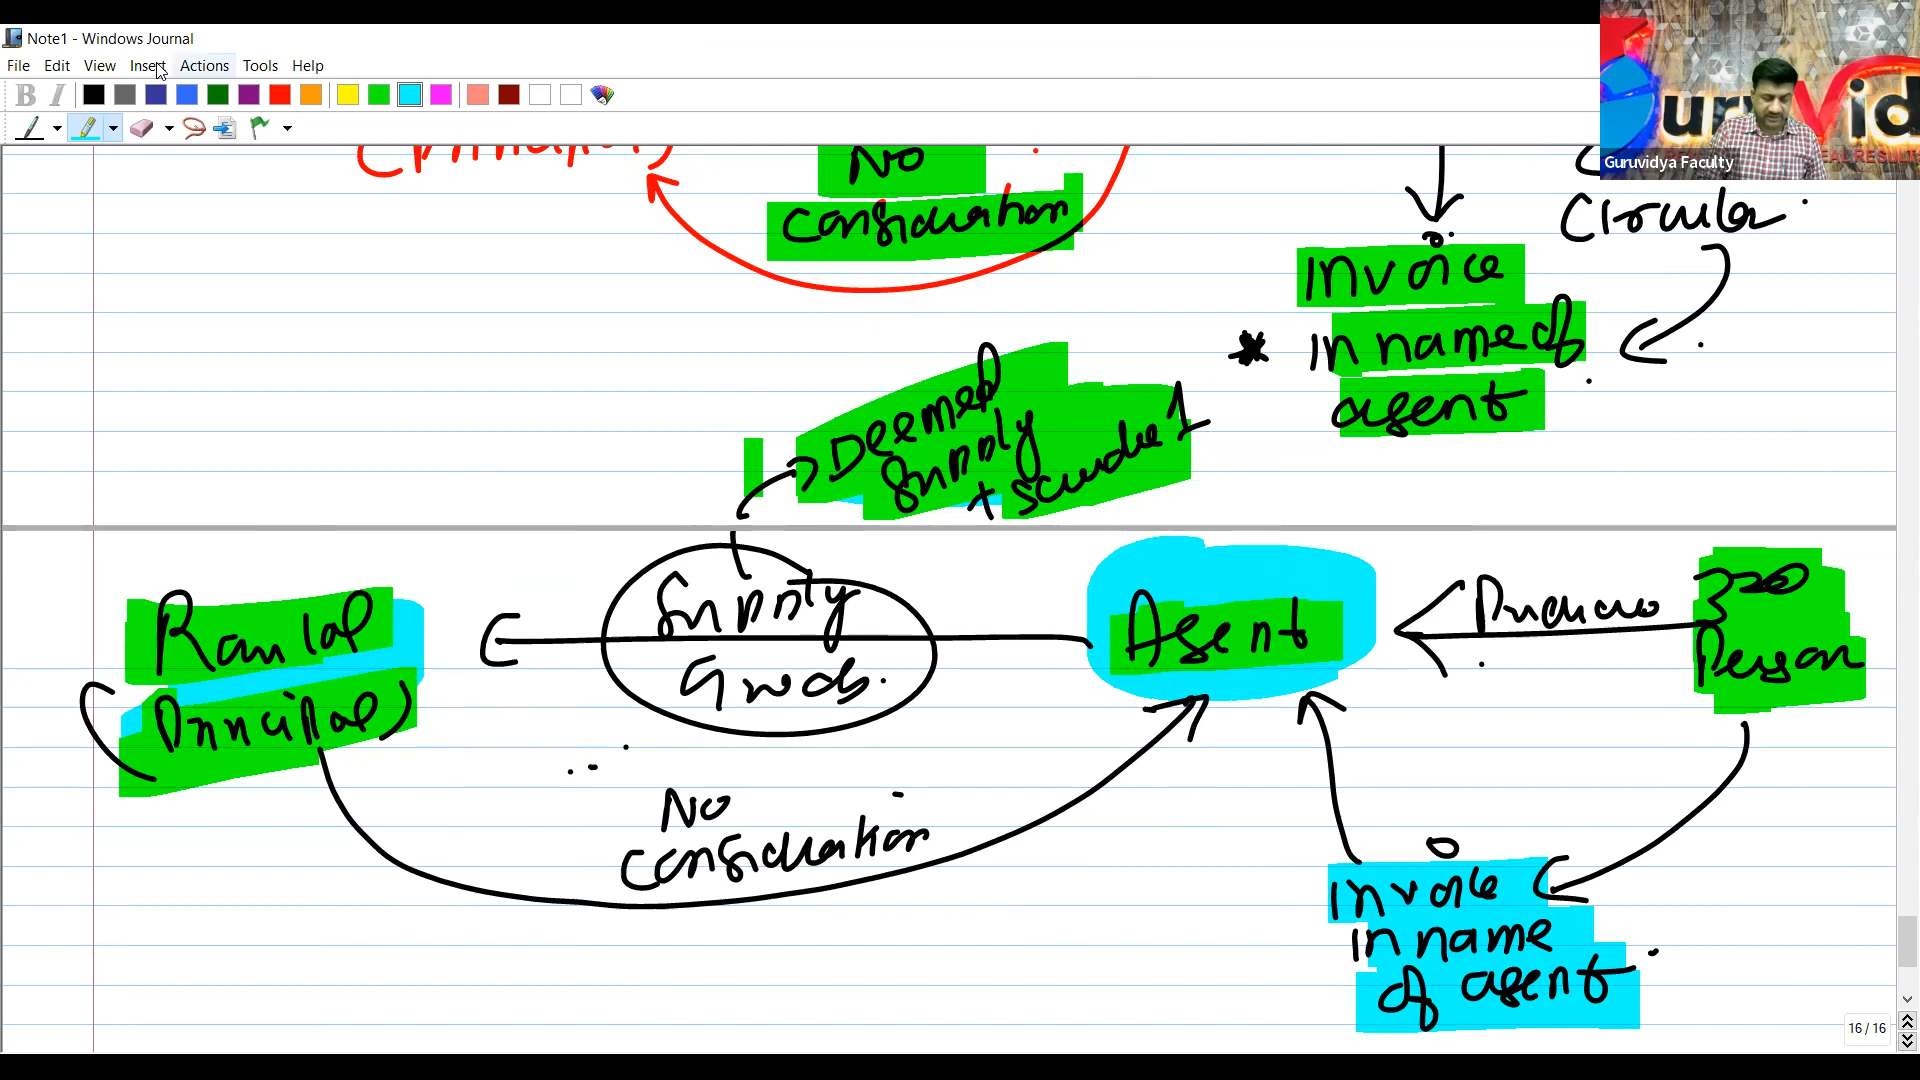 Note1 - Windows Journal
File Edit View Insert Actions Tools Help
Guruvidya Faculty
No
Consideration
Circular
Invoice
* in name of
agent
Deemed
Supply
+ Schedule 1
Ramlal
(Principal)
Supply
Goods.
Agent
Purchase
3rd
Person
No
Consideration
Invoice
in name
of agent
16 / 16